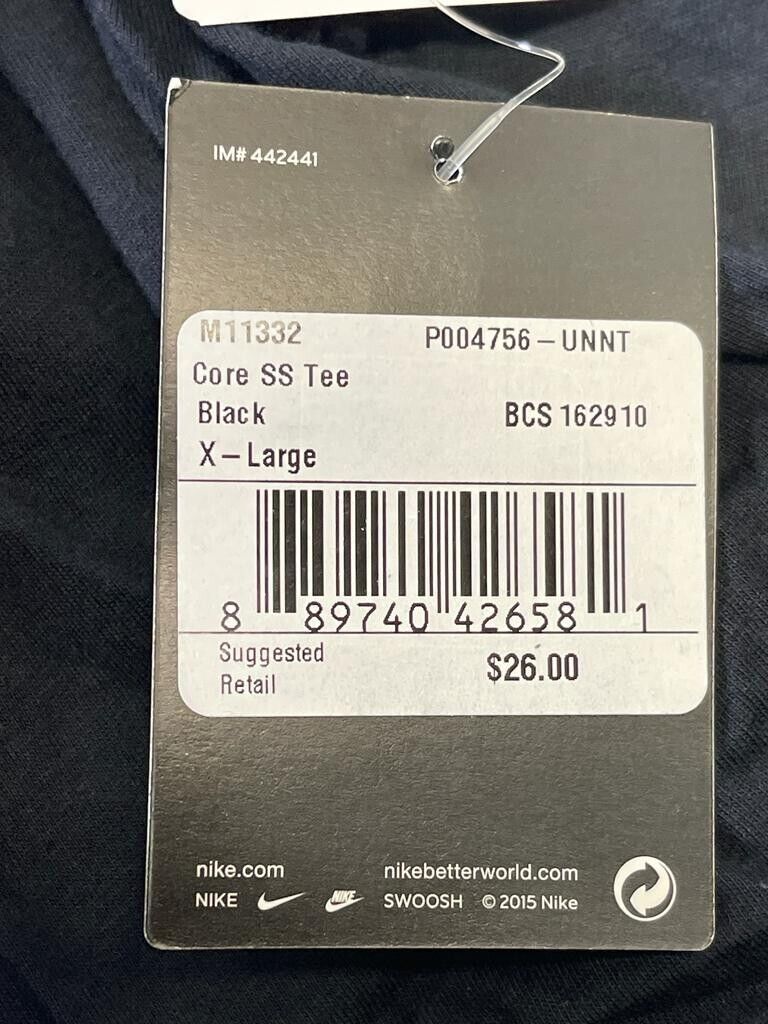 IM# 442441
M11332 P004756-UNNT
Core SS Tee
Black BCS 162910
X-Large
8 89740 42658 1
Suggested
Retail $26.00
nike.com nikebetterworld.com
NIKE NIKE SWOOSH © 2015 Nike